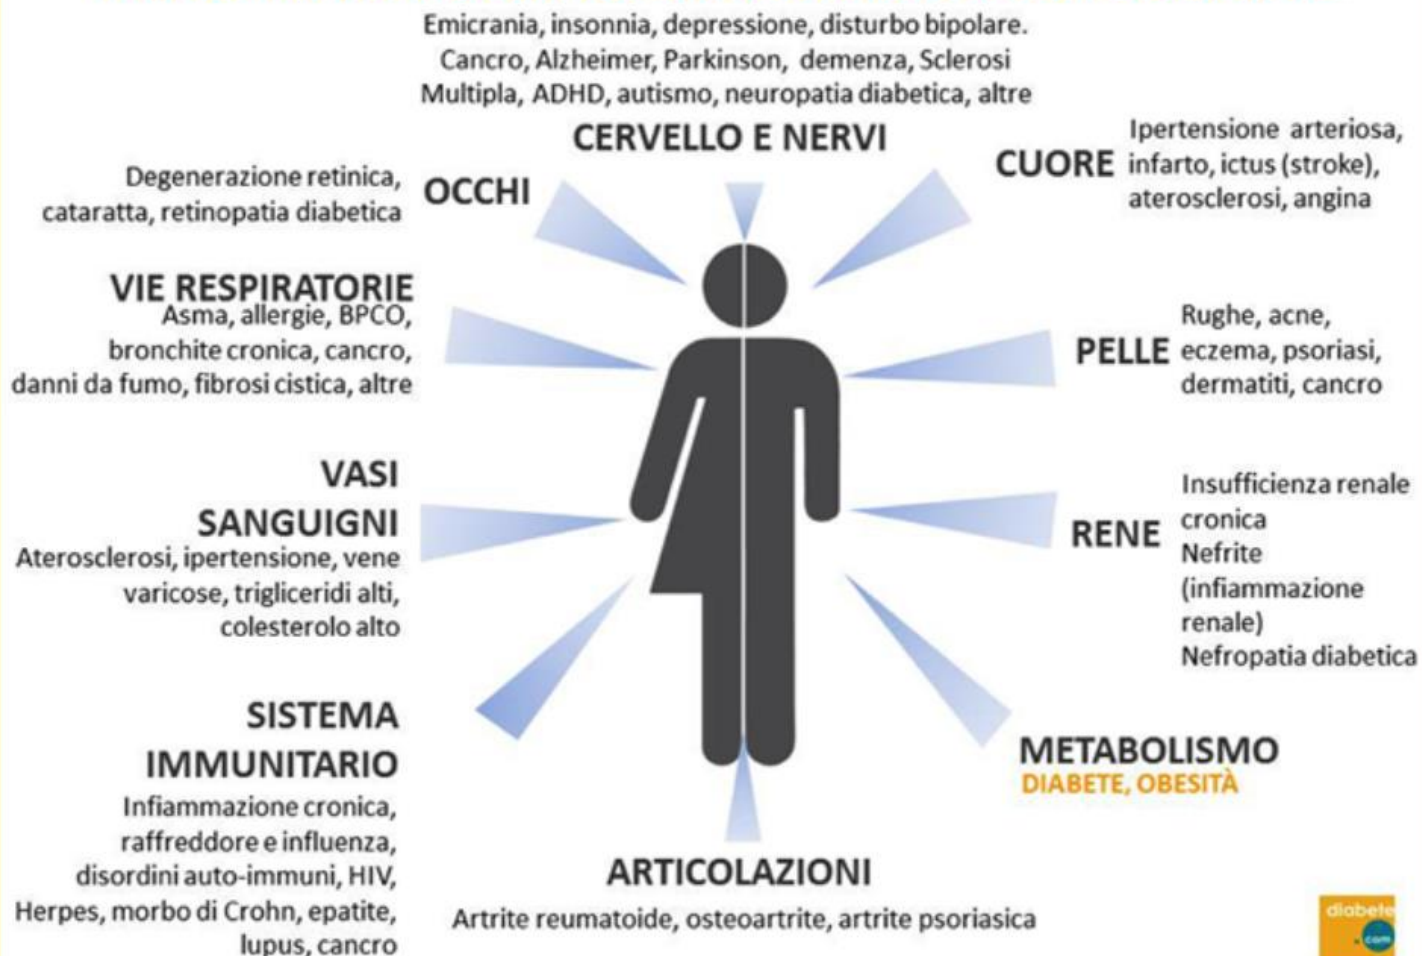 Emicrania, insonnia, depressione, disturbo bipolare.
Cancro, Alzheimer, Parkinson, demenza, Sclerosi
Multipla, ADHD, autismo, neuropatia diabetica, altre
CERVELLO E NERVI
Degenerazione retinica,
cataratta, retinopatia diabetica
OCCHI
CUORE
Ipertensione arteriosa,
infarto, ictus (stroke),
aterosclerosi, angina
VIE RESPIRATORIE
Asma, allergie, BPCO,
bronchite cronica, cancro,
danni da fumo, fibrosi cistica, altre
PELLE
Rughe, acne,
eczema, psoriasi,
dermatiti, cancro
VASI
SANGUIGNI
Aterosclerosi, ipertensione, vene
varicose, trigliceridi alti,
colesterolo alto
RENE
Insufficienza renale
cronica
Nefrite
(infiammazione
renale)
Nefropatia diabetica
SISTEMA
IMMUNITARIO
Infiammazione cronica,
raffreddore e influenza,
disordini auto-immuni, HIV,
Herpes, morbo di Crohn, epatite,
lupus, cancro
METABOLISMO
DIABETE, OBESITÀ
ARTICOLAZIONI
Artrite reumatoide, osteoartrite, artrite psoriasica
diabete
.com